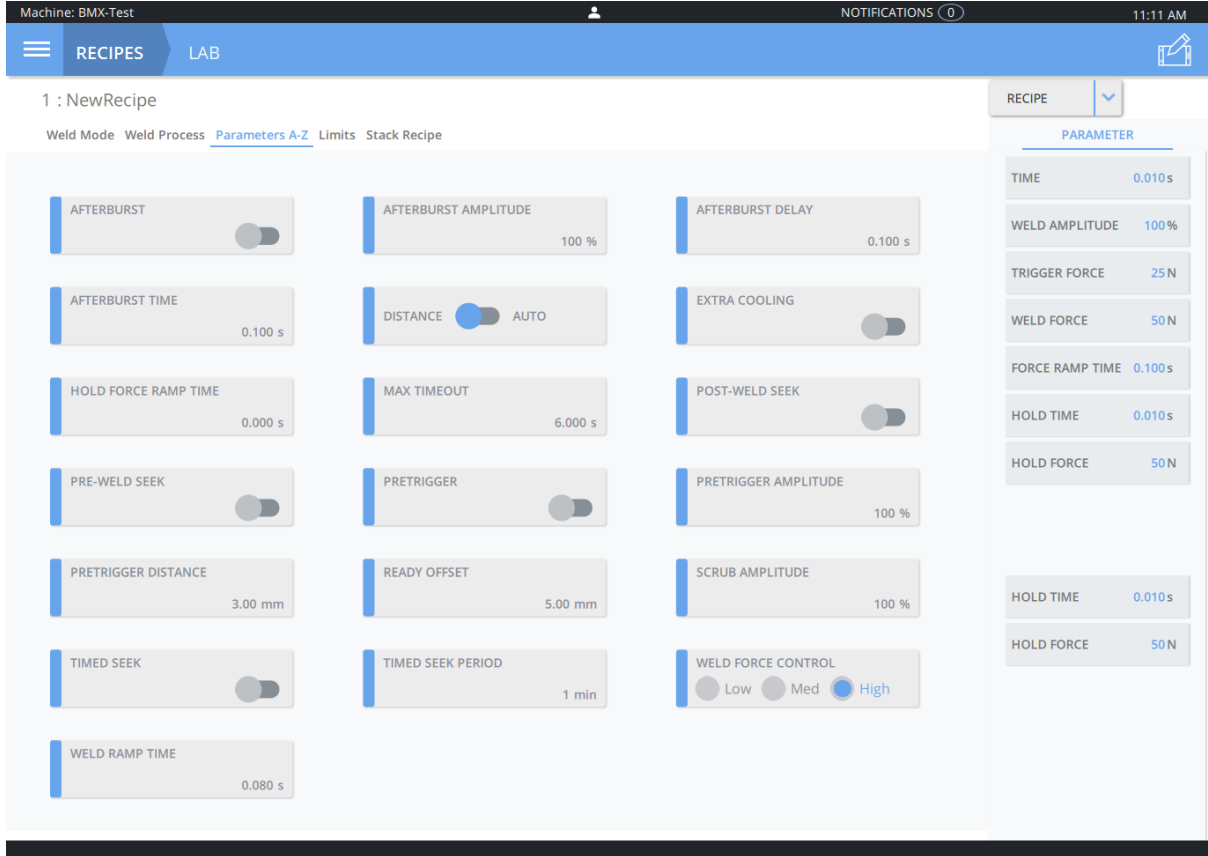 Machine: BMX-Test NOTIFICATIONS 0 11:11 AM
RECIPES LAB
1 : NewRecipe
Weld Mode Weld Process Parameters A-Z Limits Stack Recipe
AFTERBURST
AFTERBURST AMPLITUDE
100 %
AFTERBURST DELAY
0.100 s
AFTERBURST TIME
0.100 s
DISTANCE AUTO
EXTRA COOLING
HOLD FORCE RAMP TIME
0.000 s
MAX TIMEOUT
6.000 s
POST-WELD SEEK
PRE-WELD SEEK
PRETRIGGER
PRETRIGGER AMPLITUDE
100 %
PRETRIGGER DISTANCE
3.00 mm
READY OFFSET
5.00 mm
SCRUB AMPLITUDE
100 %
TIMED SEEK
TIMED SEEK PERIOD
1 min
WELD FORCE CONTROL
Low Med High
WELD RAMP TIME
0.080 s
RECIPE
PARAMETER
TIME 0.010 s
WELD AMPLITUDE 100 %
TRIGGER FORCE 25 N
WELD FORCE 50 N
FORCE RAMP TIME 0.100 s
HOLD TIME 0.010 s
HOLD FORCE 50 N
HOLD TIME 0.010 s
HOLD FORCE 50 N